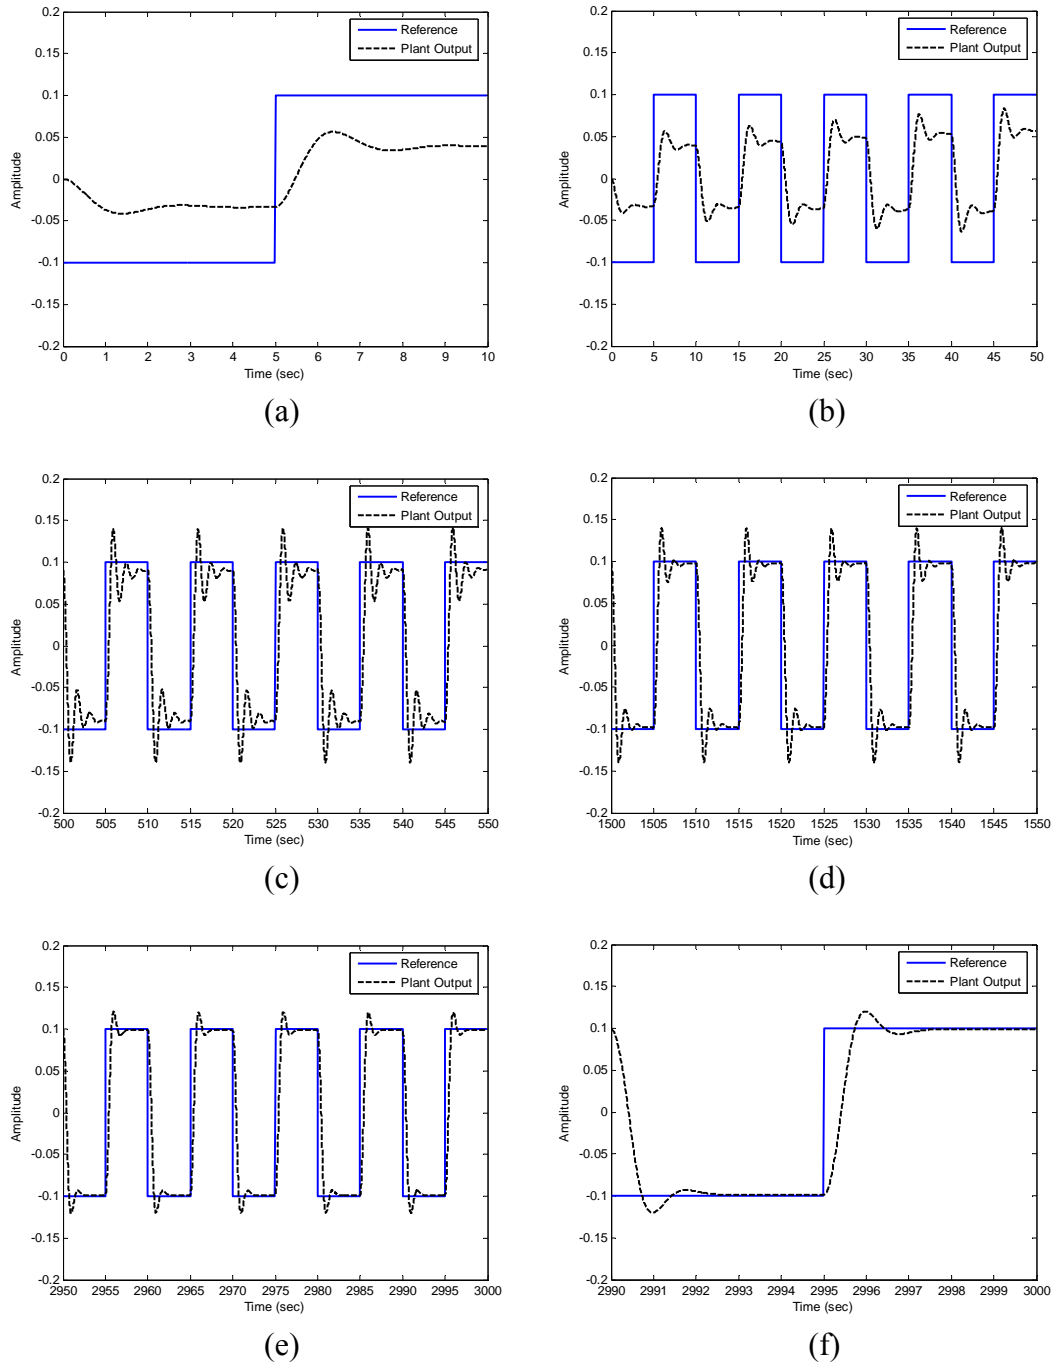 0.2
0.15
0.1
0.05
0
-0.05
-0.1
-0.15
-0.2
Amplitude
Reference
Plant Output
0 1 2 3 4 5 6 7 8 9 10
Time (sec)
(a)
0.2
0.15
0.1
0.05
0
-0.05
-0.1
-0.15
-0.2
Amplitude
Reference
Plant Output
0 5 10 15 20 25 30 35 40 45 50
Time (sec)
(b)
0.2
0.15
0.1
0.05
0
-0.05
-0.1
-0.15
-0.2
Amplitude
Reference
Plant Output
500 505 510 515 520 525 530 535 540 545 550
Time (sec)
(c)
0.2
0.15
0.1
0.05
0
-0.05
-0.1
-0.15
-0.2
Amplitude
Reference
Plant Output
1500 1505 1510 1515 1520 1525 1530 1535 1540 1545 1550
Time (sec)
(d)
0.2
0.15
0.1
0.05
0
-0.05
-0.1
-0.15
-0.2
Amplitude
Reference
Plant Output
2950 2955 2960 2965 2970 2975 2980 2985 2990 2995 3000
Time (sec)
(e)
0.2
0.15
0.1
0.05
0
-0.05
-0.1
-0.15
-0.2
Amplitude
Reference
Plant Output
2990 2991 2992 2993 2994 2995 2996 2997 2998 2999 3000
Time (sec)
(f)